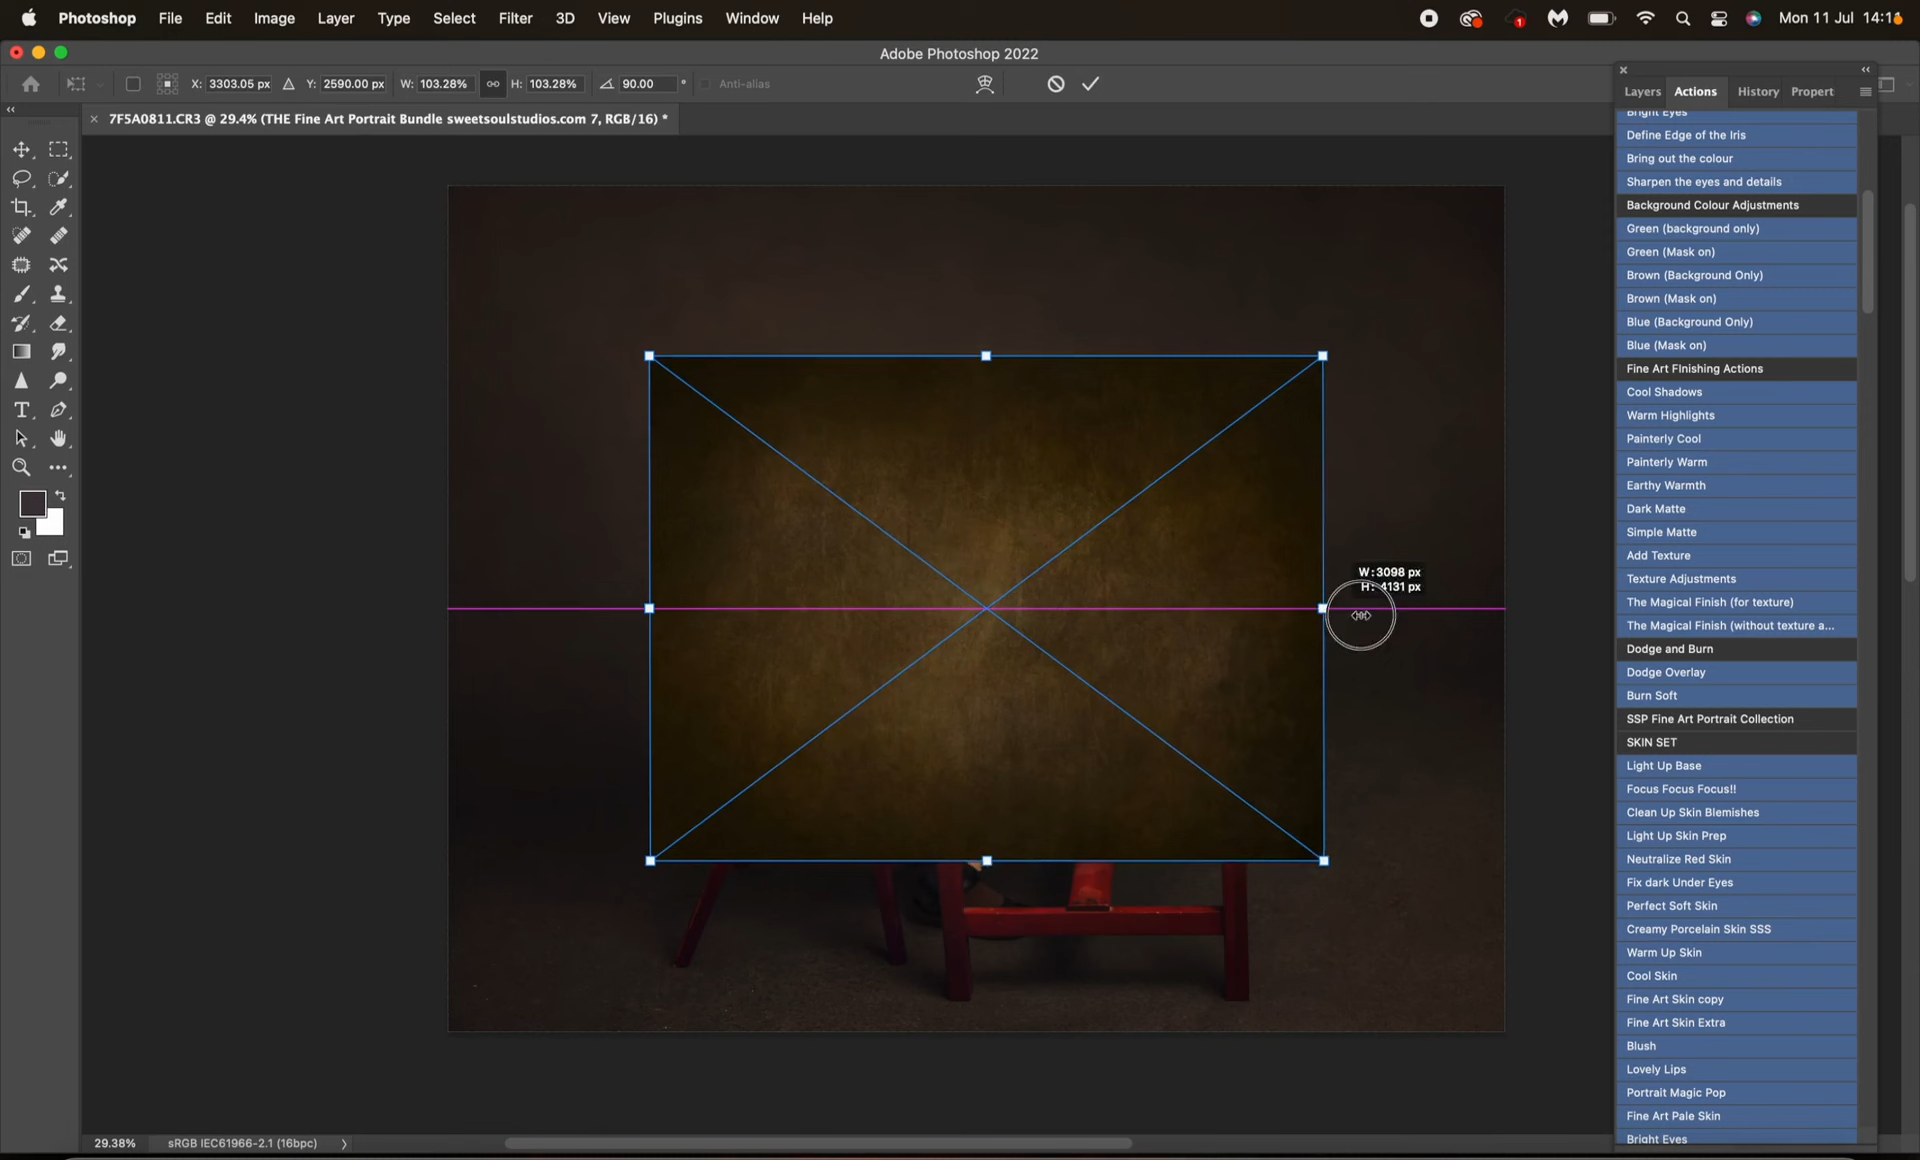 Photoshop File Edit Image Layer Type Select Filter 3D View Plugins Window Help 1 Mon 11 Jul 14:11
Adobe Photoshop 2022
X: 3303.05 px Y: 2590.00 px W: 103.28% H: 103.28% 90.00 ° Anti-alias
7F5A0811.CR3 @ 29.4% (THE Fine Art Portrait Bundle sweetsoulstudios.com 7, RGB/16) *
Layers Actions History Propert
Bright Eyes
Define Edge of the Iris
Bring out the colour
Sharpen the eyes and details
Background Colour Adjustments
Green (background only)
Green (Mask on)
Brown (Background Only)
Brown (Mask on)
Blue (Background Only)
Blue (Mask on)
Fine Art FInishing Actions
Cool Shadows
Warm Highlights
Painterly Cool
Painterly Warm
Earthy Warmth
Dark Matte
Simple Matte
Add Texture
Texture Adjustments
The Magical Finish (for texture)
The Magical Finish (without texture a...
Dodge and Burn
Dodge Overlay
Burn Soft
SSP Fine Art Portrait Collection
SKIN SET
Light Up Base
Focus Focus Focus!!
Clean Up Skin Blemishes
Light Up Skin Prep
Neutralize Red Skin
Fix dark Under Eyes
Perfect Soft Skin
Creamy Porcelain Skin SSS
Warm Up Skin
Cool Skin
Fine Art Skin copy
Fine Art Skin Extra
Blush
Lovely Lips
Portrait Magic Pop
Fine Art Pale Skin
Bright Eyes
W: 3098 px
H: 4131 px
29.38% sRGB IEC61966-2.1 (16bpc)